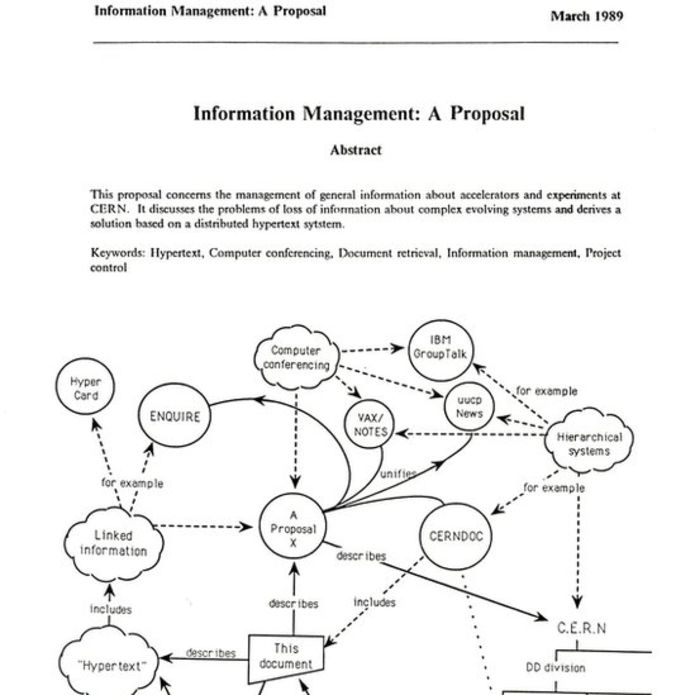 Information Management: A Proposal
March 1989
Information Management: A Proposal
Abstract
This proposal concerns the management of general information about accelerators and experiments at
CERN. It discusses the problems of loss of information about complex evolving systems and derives a
solution based on a distributed hypertext sytstem.
Keywords: Hypertext, Computer conferencing, Document retrieval, Information management, Project
control
Computer
conferencing
IBM
GroupTalk
Hyper
Card
for example
ENQUIRE
VAX/
NOTES
uucp
News
Hierarchical
systems
unifies
for example
for example
Linked
information
A
Proposal
X
CERNDOC
describes
includes
describes
includes
C.E.R.N
"Hypertext"
describes
This
document
DD division